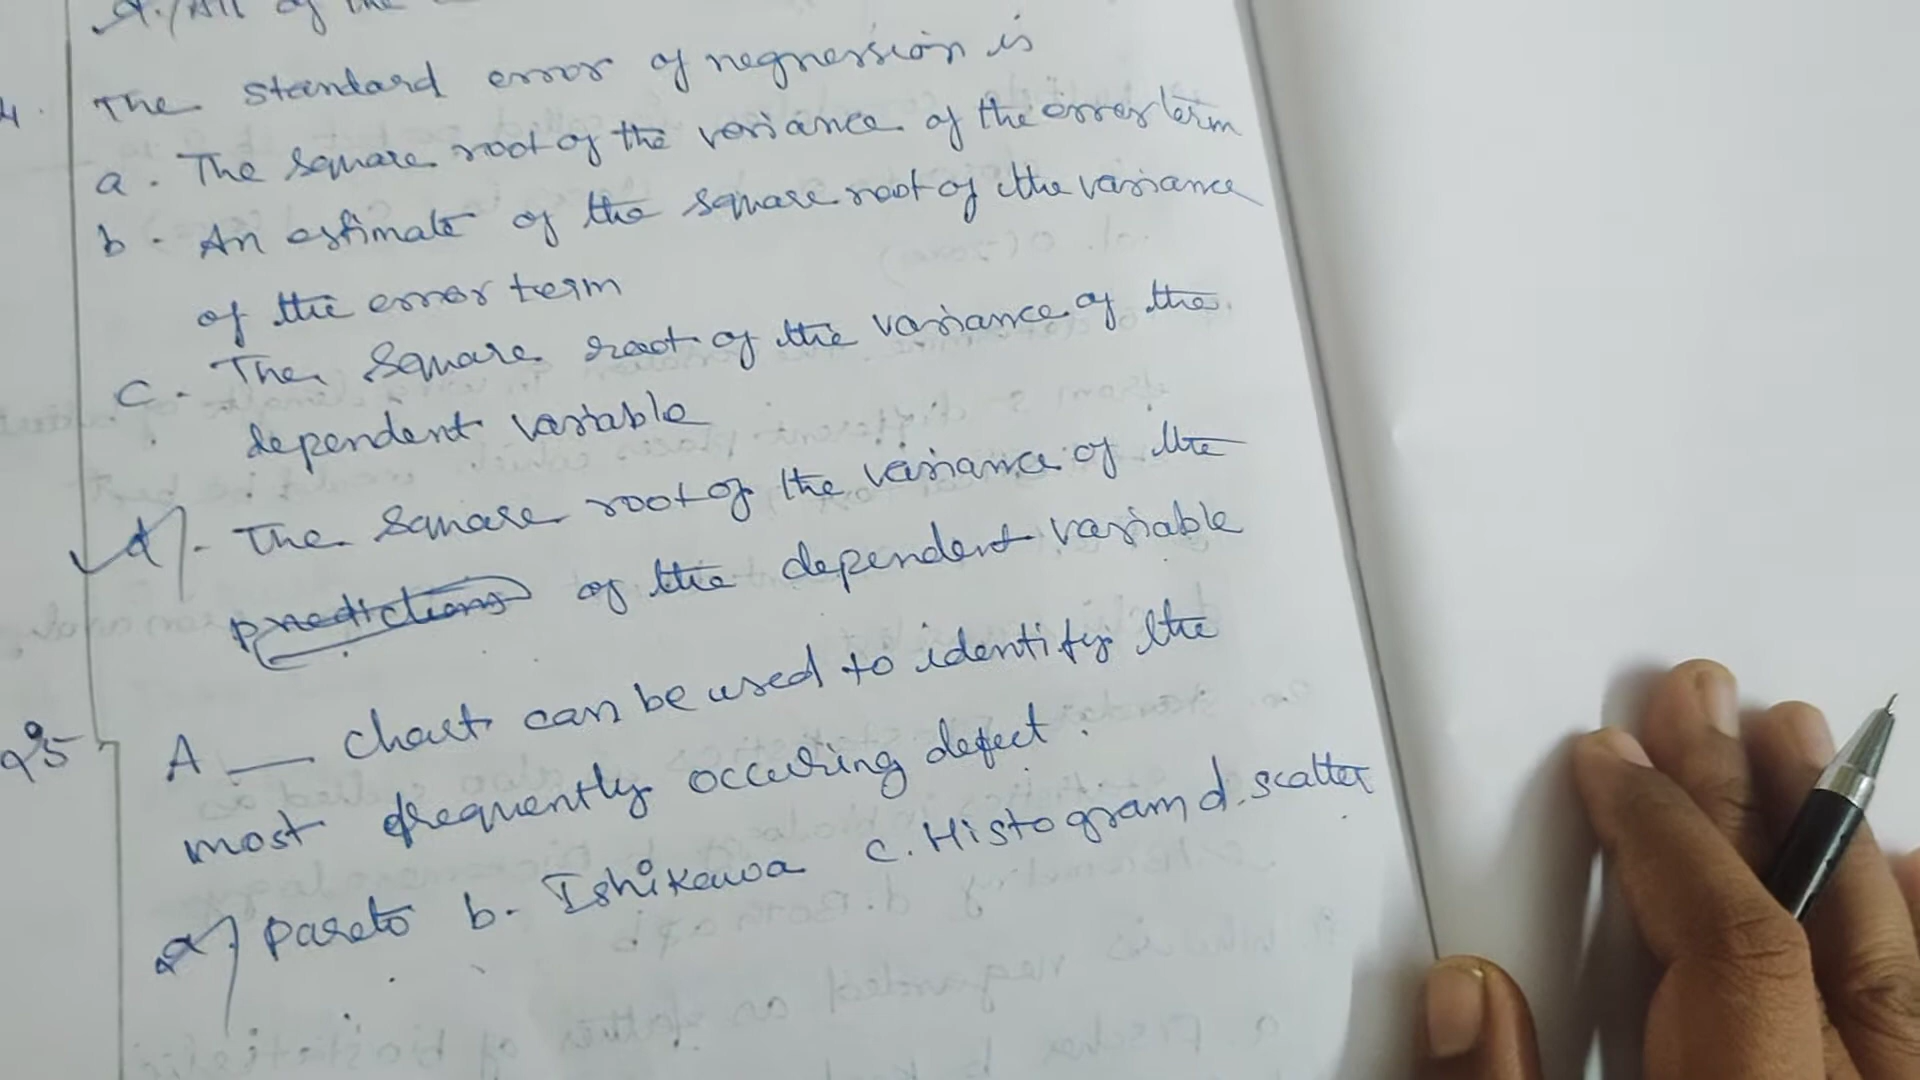 4. The standard error of regression is
a. The square root of the variance of the error term
b. An estimate of the square root of the variance
of the error term
c. The square root of the variance of the
dependent variable
d. The square root of the variance of the
predictions of the dependent variable
95 A ___ chart can be used to identify the
most frequently occuring defect.
a) Pareto b. Ishikawa c. Histogram d. scatter